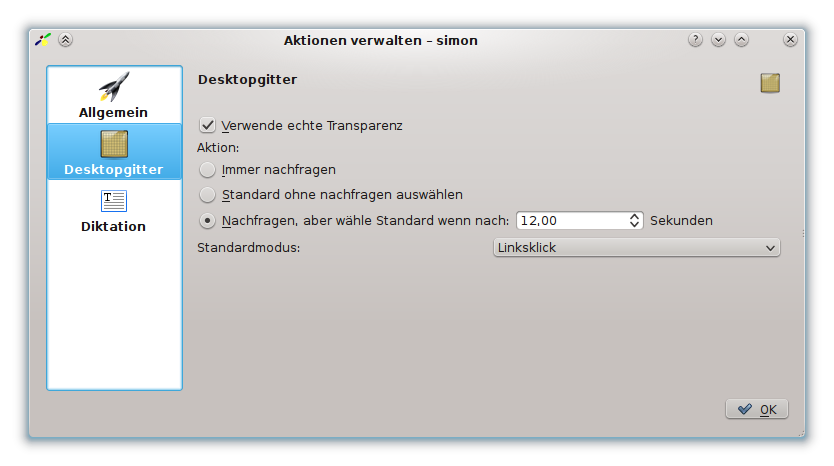 Aktionen verwalten – simon
Allgemein
Desktopgitter
Diktation
Desktopgitter
Verwende echte Transparenz
Aktion:
Immer nachfragen
Standard ohne nachfragen auswählen
Nachfragen, aber wähle Standard wenn nach: 12,00 Sekunden
Standardmodus: Linksklick
OK